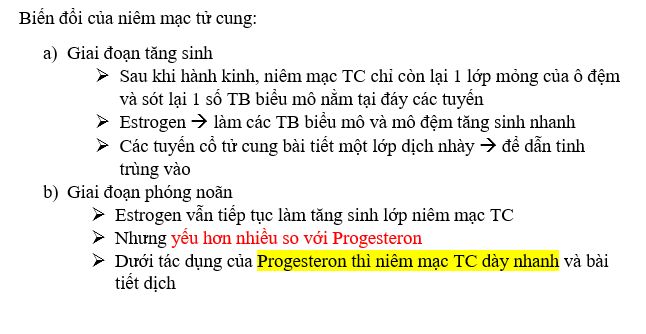 Biến đổi của niêm mạc tử cung:
a) Giai đoạn tăng sinh
➢ Sau khi hành kinh, niêm mạc TC chỉ còn lại 1 lớp mỏng của ô đệm
và sót lại 1 số TB biểu mô nằm tại đáy các tuyến
➢ Estrogen → làm các TB biểu mô và mô đệm tăng sinh nhanh
➢ Các tuyến cổ tử cung bài tiết một lớp dịch nhày → để dẫn tinh
trùng vào
b) Giai đoạn phóng noãn
➢ Estrogen vẫn tiếp tục làm tăng sinh lớp niêm mạc TC
➢ Nhưng yếu hơn nhiều so với Progesteron
➢ Dưới tác dụng của Progesteron thì niêm mạc TC dày nhanh và bài
tiết dịch